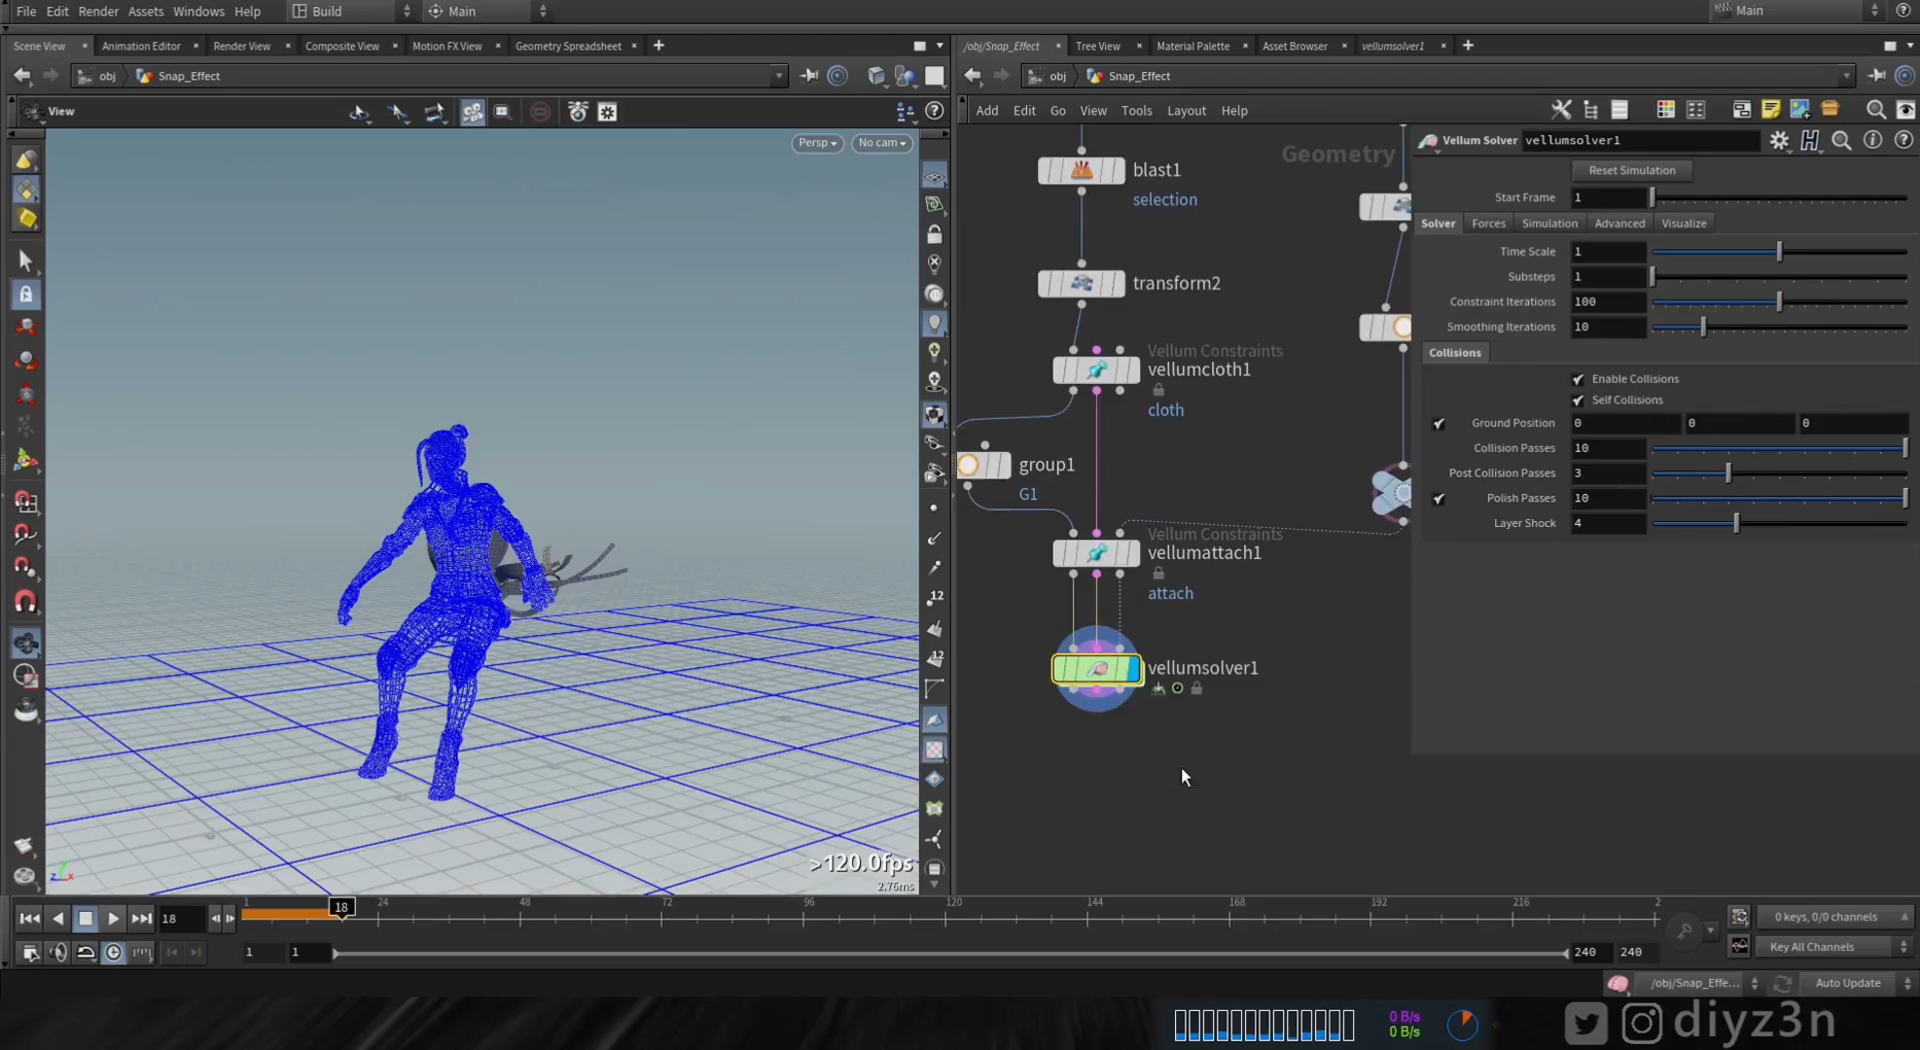 File Edit Render Assets Windows Help Build Main Main
Scene View Animation Editor Render View Composite View Motion FX View Geometry Spreadsheet
/obj/Snap_Effect Tree View Material Palette Asset Browser vellumsolver1
obj Snap_Effect
obj Snap_Effect
View
Add Edit Go View Tools Layout Help
Persp No cam
Geometry
blast1
selection
transform2
Vellum Constraints
vellumcloth1
cloth
group1
G1
Vellum Constraints
vellumattach1
attach
vellumsolver1
Vellum Solver vellumsolver1
Reset Simulation
Start Frame 1
Solver Forces Simulation Advanced Visualize
Time Scale 1
Substeps 1
Constraint Iterations 100
Smoothing Iterations 10
Collisions
Enable Collisions
Self Collisions
Ground Position 0 0 0
Collision Passes 10
Post Collision Passes 3
Polish Passes 10
Layer Shock 4
12
12
z x
>120.0fps
2.76ms
18
1 18 24 48 72 96 120 144 168 192 216 2
0 keys, 0/0 channels
1 1 240 240
Key All Channels
/obj/Snap_Effe... Auto Update
0 B/s
0 B/s
diyz3n